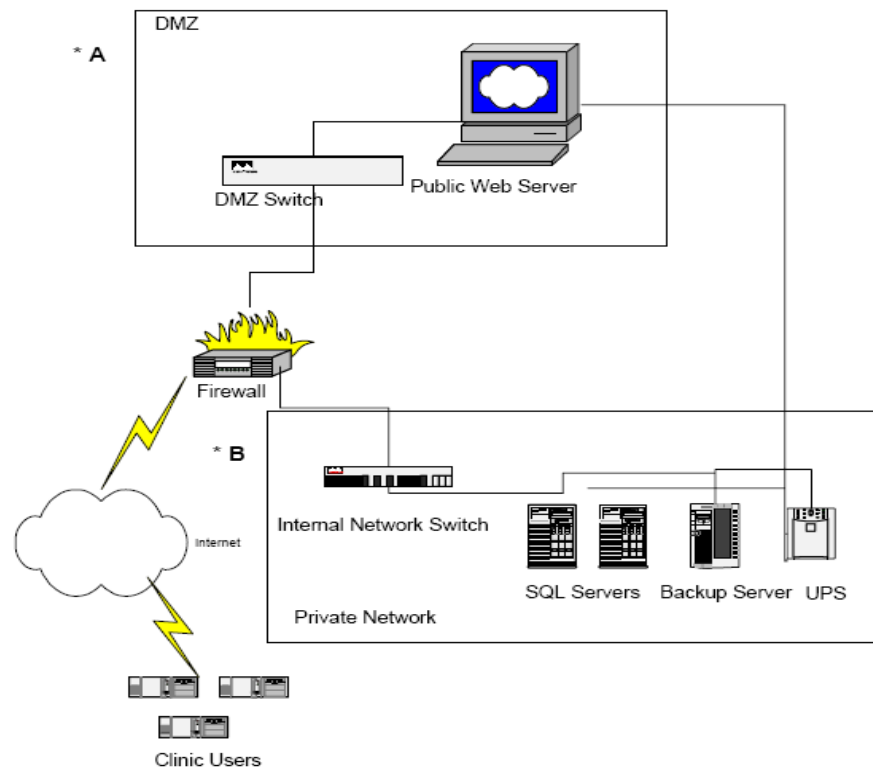 DMZ
* A
DMZ Switch
Public Web Server
Firewall
* B
Internet
Internal Network Switch
SQL Servers
Backup Server
UPS
Private Network
Clinic Users